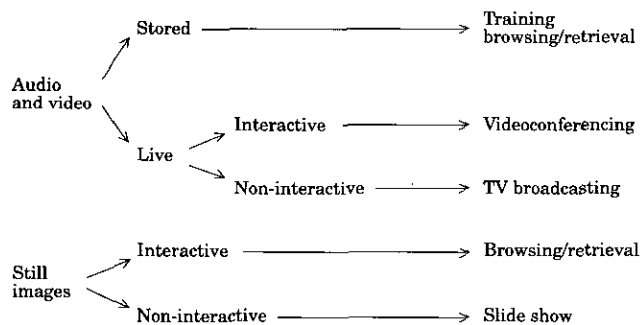 Stored
Training
browsing/retrieval
Audio
and video
Interactive
Videoconferencing
Live
Non-interactive
TV broadcasting
Interactive
Browsing/retrieval
Still
images
Non-interactive
Slide show